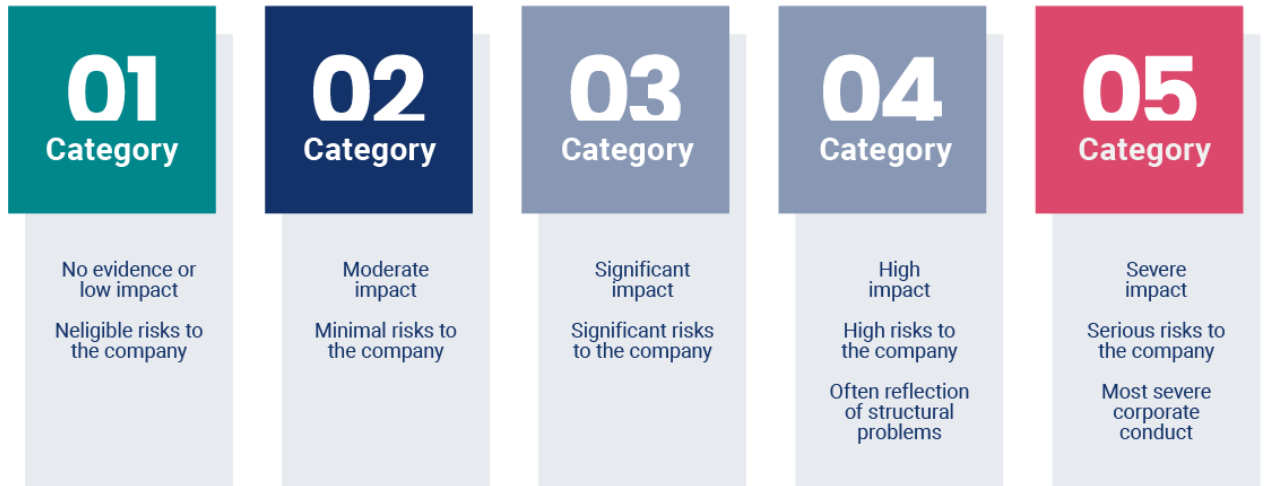 01
Category
No evidence or
low impact
Neligible risks to
the company
02
Category
Moderate
impact
Minimal risks to
the company
03
Category
Significant
impact
Significant risks
to the company
04
Category
High
impact
High risks to
the company
Often reflection
of structural
problems
05
Category
Severe
impact
Serious risks to
the company
Most severe
corporate
conduct